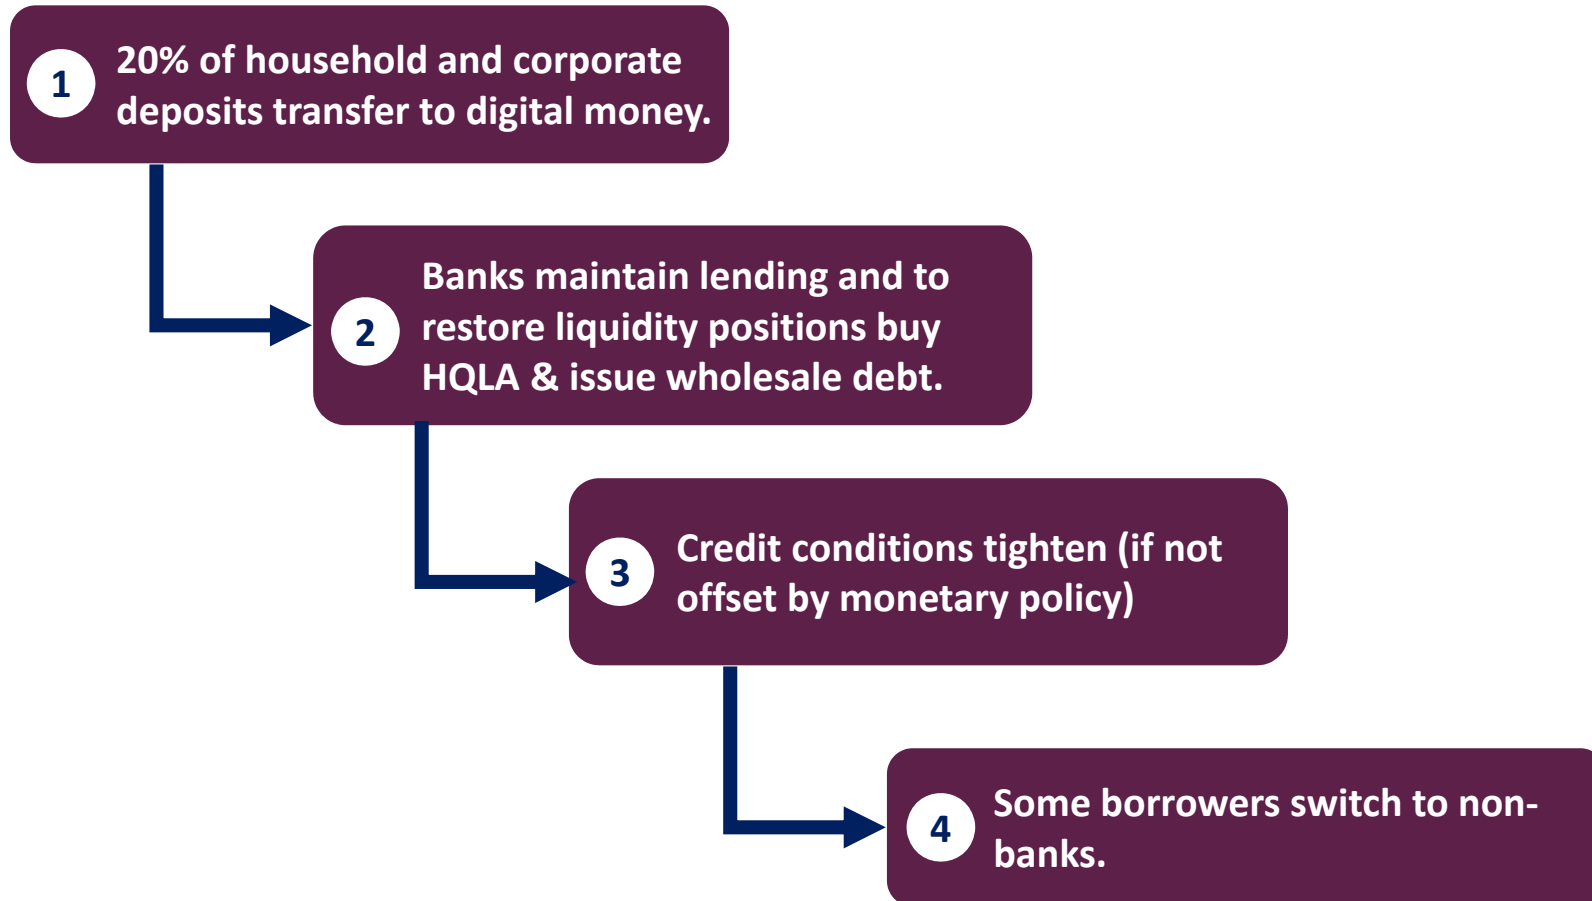 1
20% of household and corporate
deposits transfer to digital money.
2
Banks maintain lending and to
restore liquidity positions buy
HQLA & issue wholesale debt.
3
Credit conditions tighten (if not
offset by monetary policy)
4
Some borrowers switch to non-
banks.